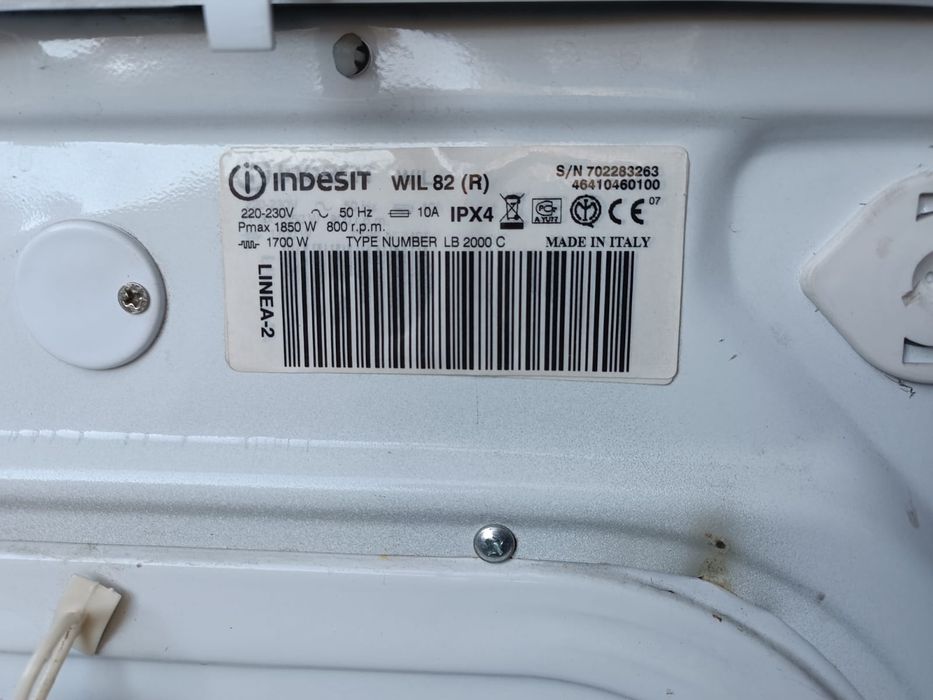 INDESIT WIL 82 (R) S/N 702283263
46410460100
220-230V 50 Hz 10A IPX4 CE 07
Pmax 1850 W 800 r.p.m.
1700 W TYPE NUMBER LB 2000 C MADE IN ITALY
LINEA-2